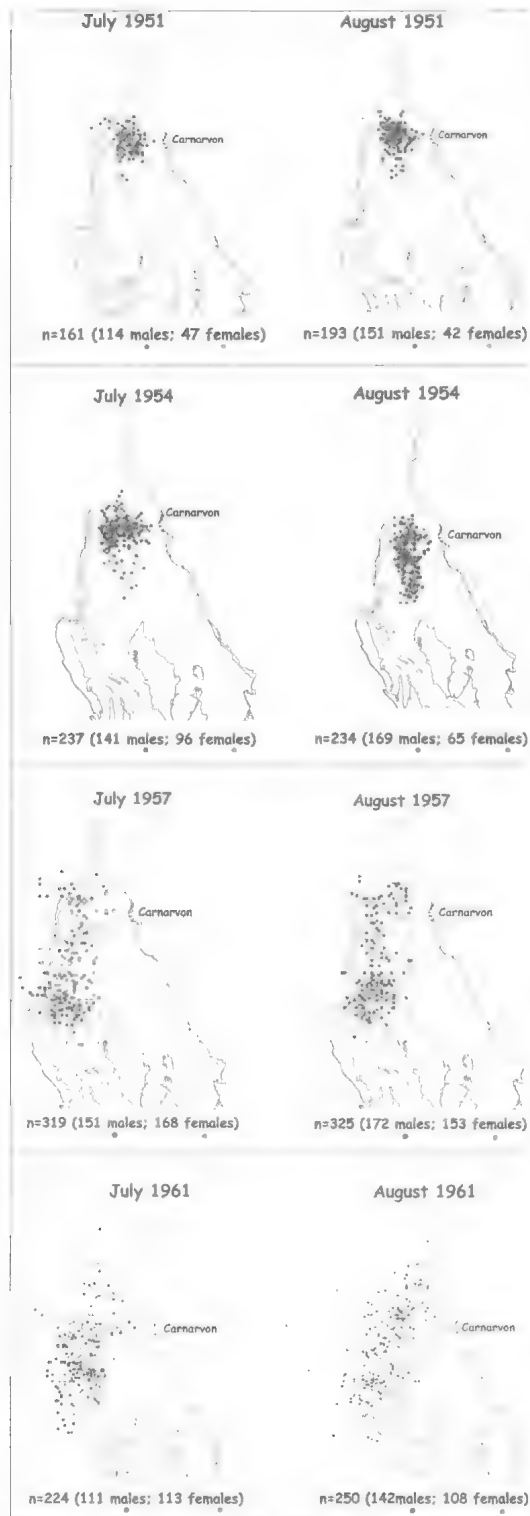 July 1951
August 1951
Carnarvon
Carnarvon
n=161 (114 males; 47 females)
n=193 (151 males; 42 females)
July 1954
August 1954
Carnarvon
Carnarvon
n=237 (141 males; 96 females)
n=234 (169 males; 65 females)
July 1957
August 1957
Carnarvon
Carnarvon
n=319 (151 males; 168 females)
n=325 (172 males; 153 females)
July 1961
August 1961
Carnarvon
Carnarvon
n=224 (111 males; 113 females)
n=250 (142males; 108 females)